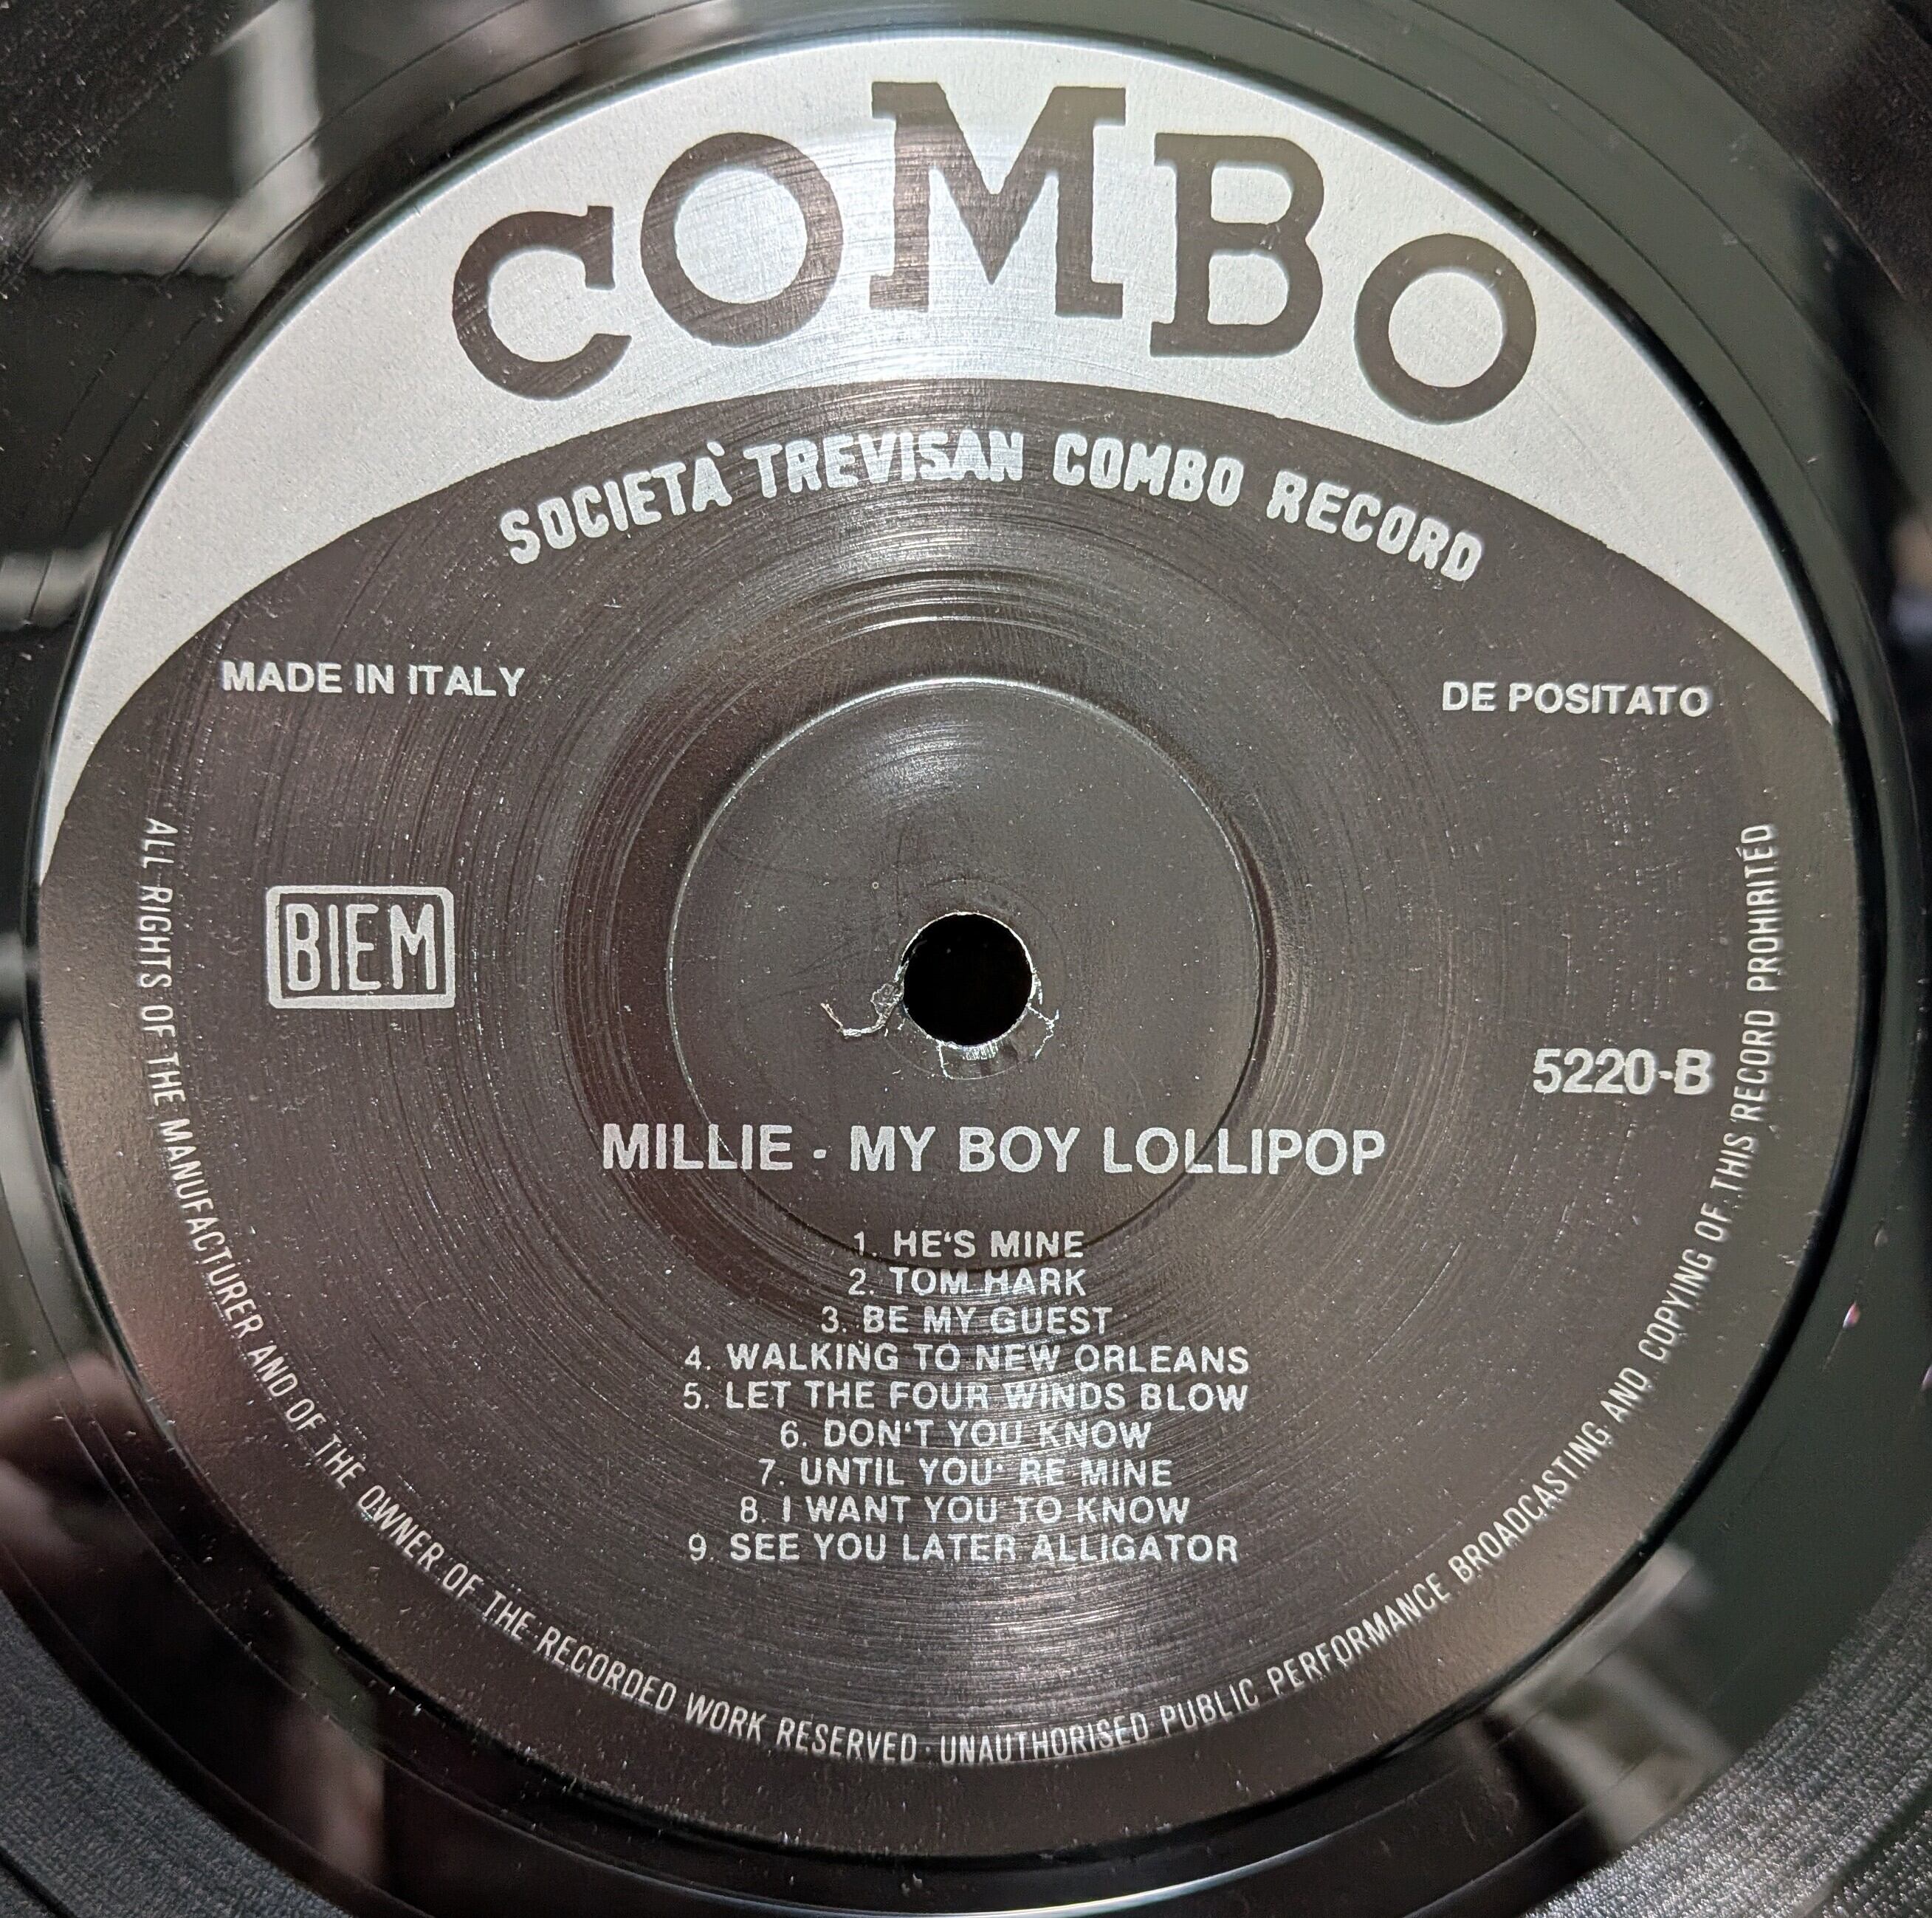 COMBO
SOCIETÀ TREVISAN COMBO RECORD
MADE IN ITALY
DE POSITATO
BIEM
5220-B
MILLIE - MY BOY LOLLIPOP
1. HE'S MINE
2. TOM HARK
3. BE MY GUEST
4. WALKING TO NEW ORLEANS
5. LET THE FOUR WINDS BLOW
6. DON'T YOU KNOW
7. UNTIL YOU' RE MINE
8. I WANT YOU TO KNOW
9. SEE YOU LATER ALLIGATOR
ALL RIGHTS OF THE MANUFACTURER AND OF THE OWNER OF THE RECORDED WORK RESERVED · UNAUTHORISED PUBLIC PERFORMANCE BROADCASTING AND COPYING OF THIS RECORD PROHIBITED